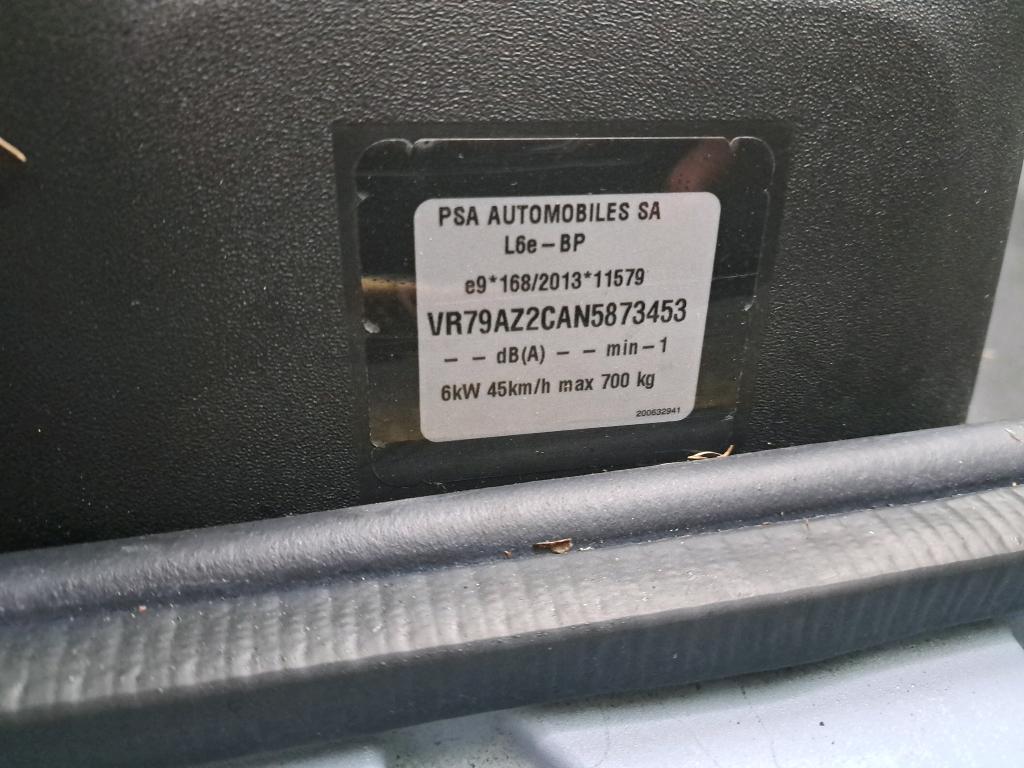 PSA AUTOMOBILES SA
L6e – BP
e9*168/2013*11579
VR79AZ2CAN5873453
– – dB(A) – – min – 1
6kW 45km/h max 700 kg
200632941